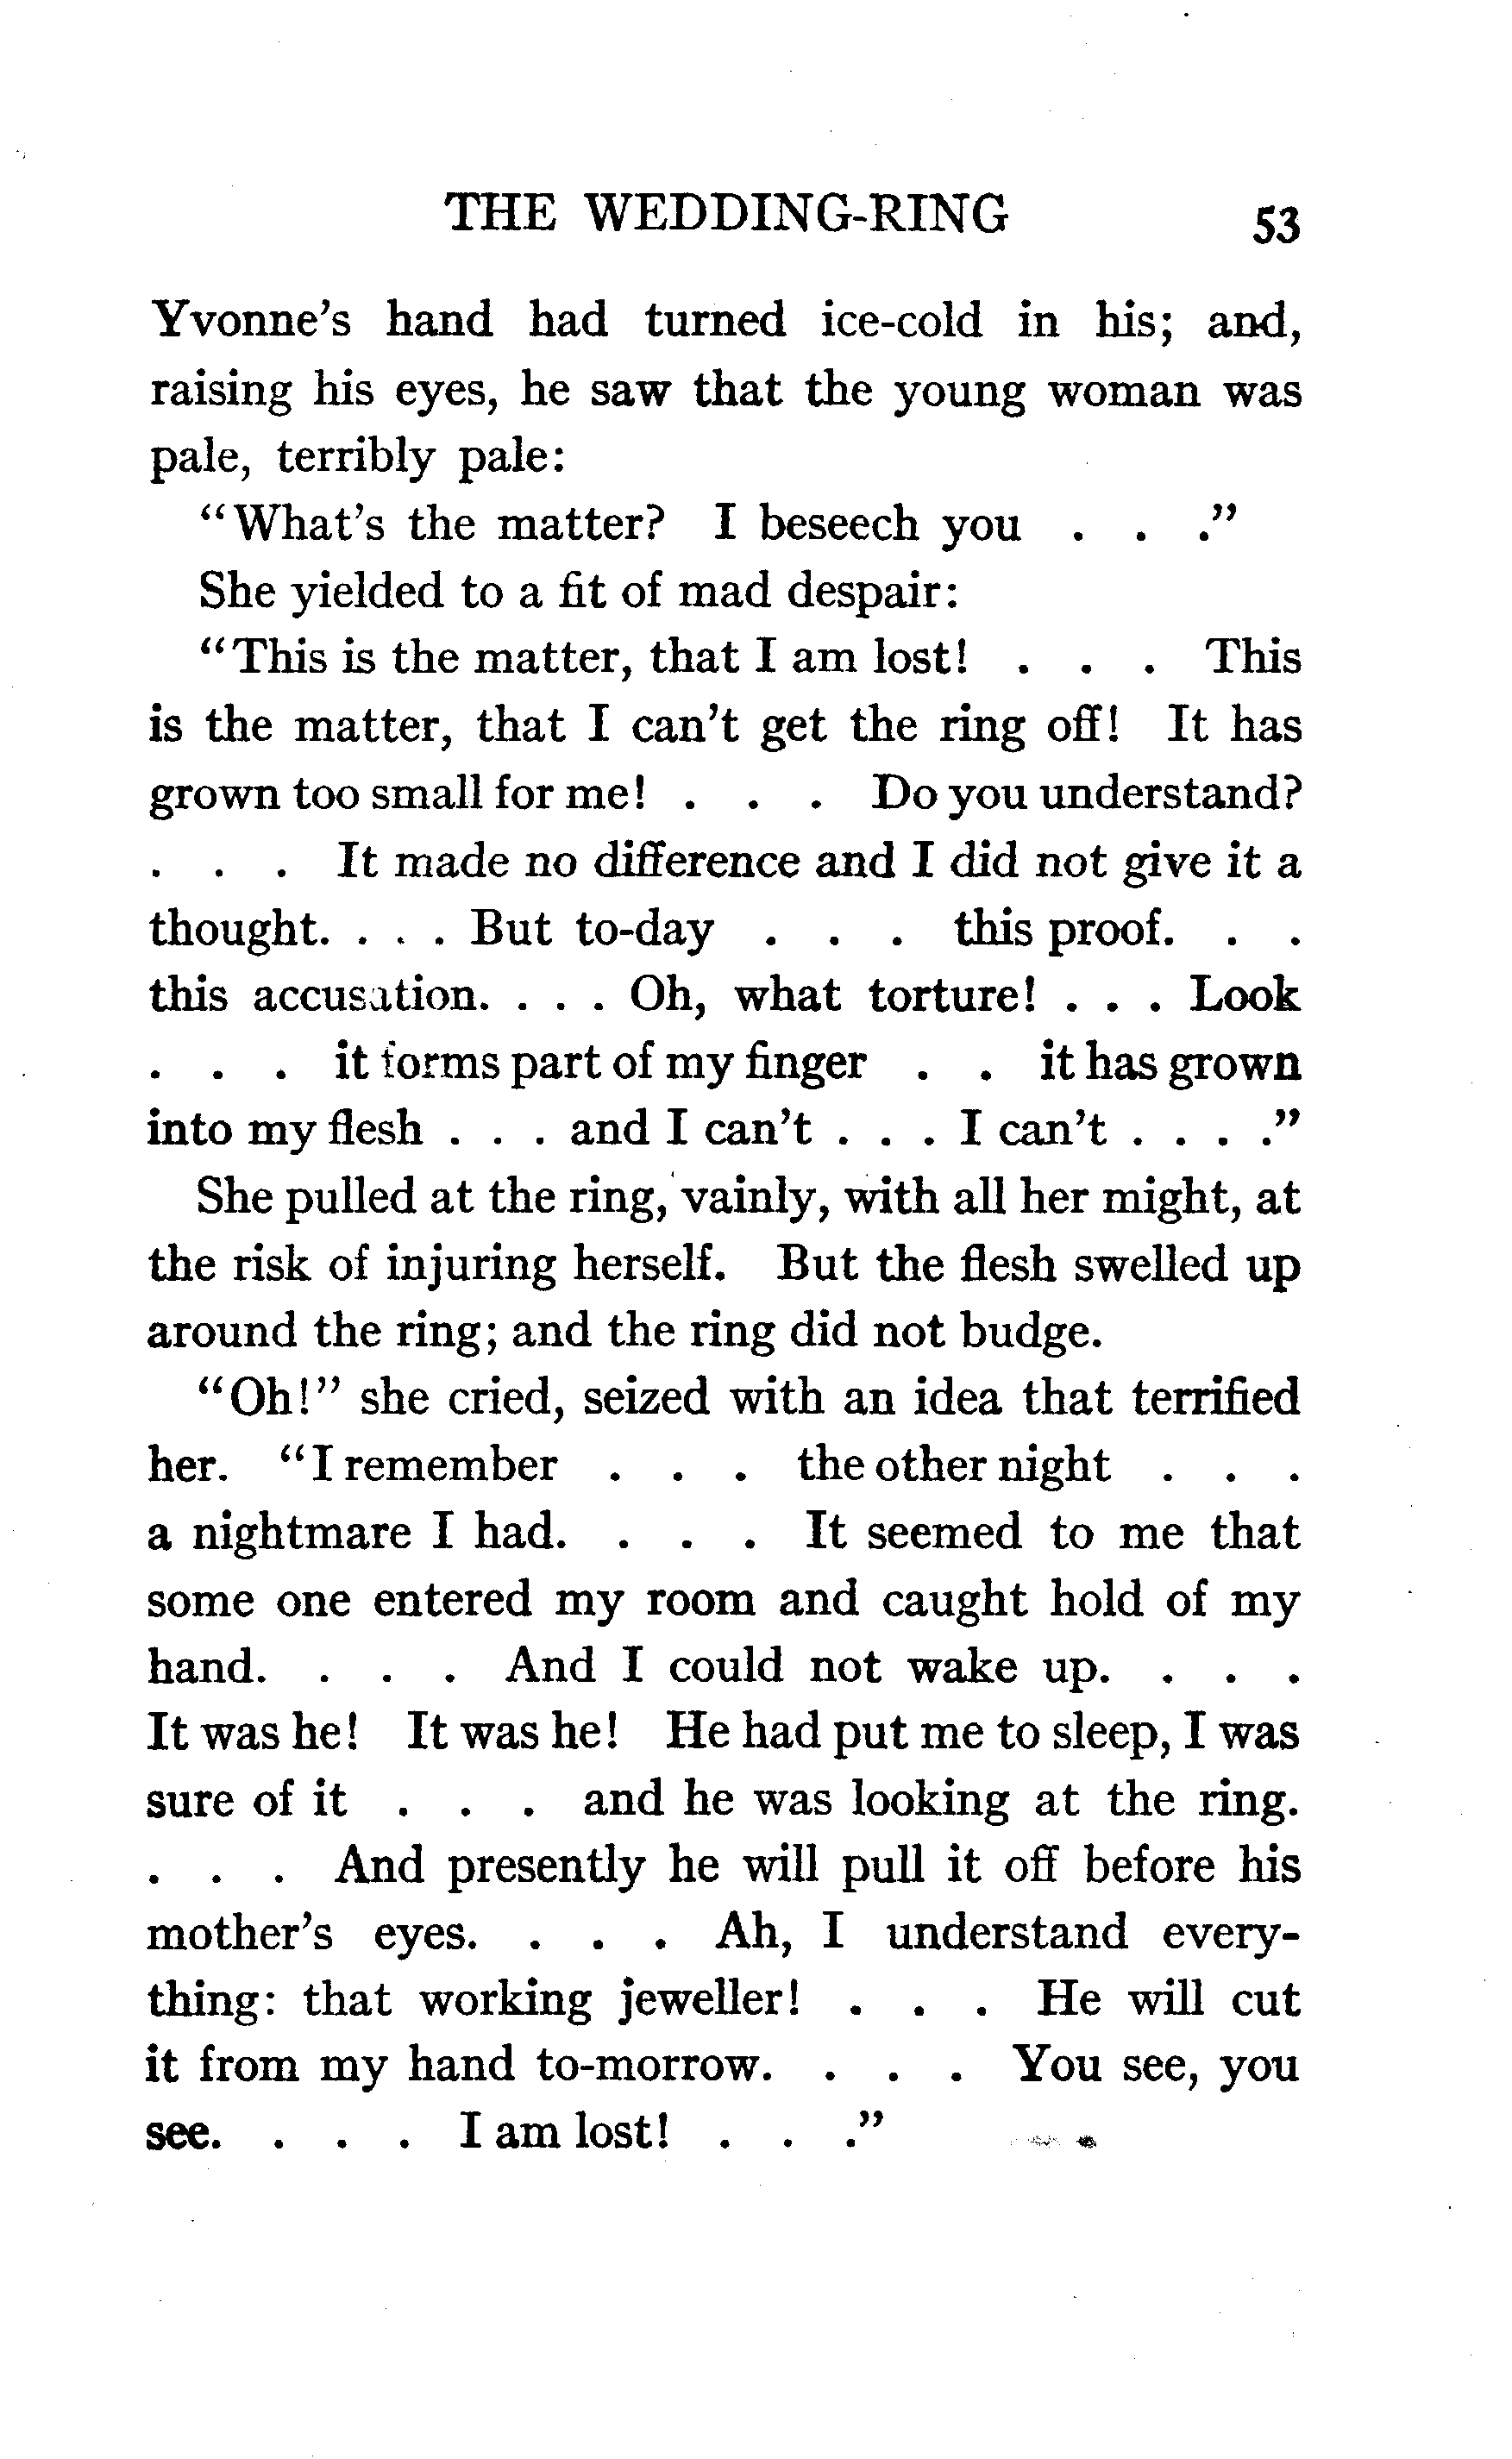 THE WEDDING-RING 53
Yvonne's hand had turned ice-cold in his; and,
raising his eyes, he saw that the young woman was
pale, terribly pale:
"What's the matter? I beseech you . . ."
She yielded to a fit of mad despair:
"This is the matter, that I am lost! . . . This
is the matter, that I can't get the ring off! It has
grown too small for me! . . . Do you understand?
. . . It made no difference and I did not give it a
thought. . . . But to-day . . . this proof. . .
this accusation. . . . Oh, what torture! . . . Look
. . . it forms part of my finger . . it has grown
into my flesh . . . and I can't . . . I can't . . . ."
She pulled at the ring, vainly, with all her might, at
the risk of injuring herself. But the flesh swelled up
around the ring; and the ring did not budge.
"Oh!" she cried, seized with an idea that terrified
her. "I remember . . . the other night . . .
a nightmare I had. . . . It seemed to me that
some one entered my room and caught hold of my
hand. . . . And I could not wake up. . . .
It was he! It was he! He had put me to sleep, I was
sure of it . . . and he was looking at the ring.
. . . And presently he will pull it off before his
mother's eyes. . . . Ah, I understand every-
thing: that working jeweller! . . . He will cut
it from my hand to-morrow. . . . You see, you
see. . . . I am lost! . . ."